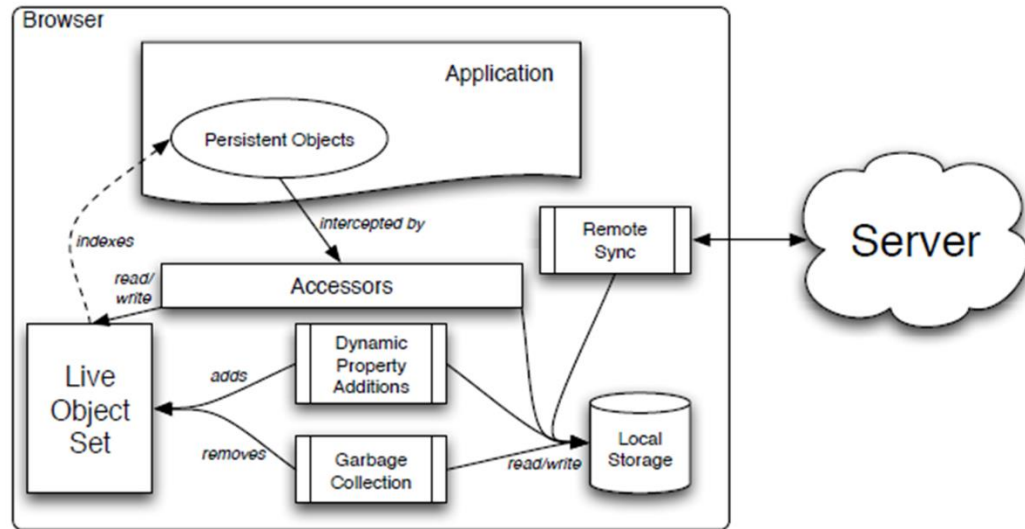 Browser
Application
Persistent Objects
intercepted by
indexes
Remote
Sync
Server
read/
write
Accessors
Live
Object
Set
adds
Dynamic
Property
Additions
removes
Garbage
Collection
read/write
Local
Storage